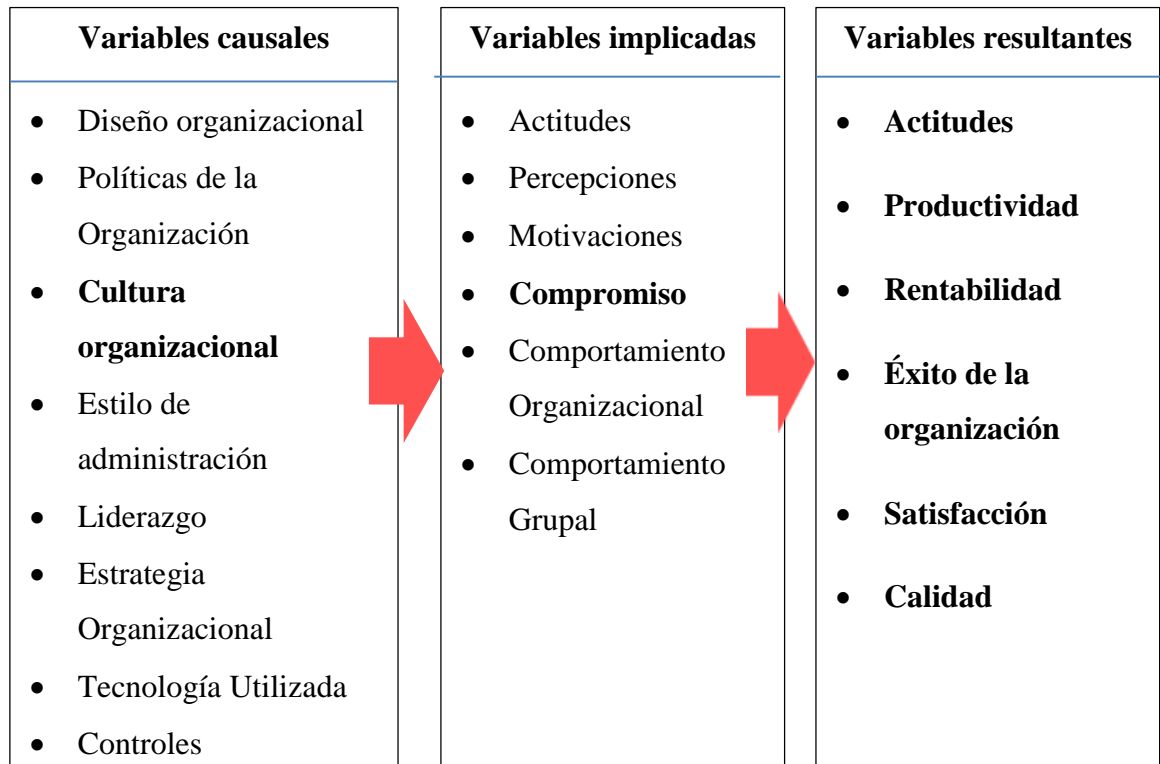 Variables causales
• Diseño organizacional
• Políticas de la
Organización
• Cultura
organizacional
• Estilo de
administración
• Liderazgo
• Estrategia
Organizacional
• Tecnología Utilizada
• Controles
Variables implicadas
• Actitudes
• Percepciones
• Motivaciones
• Compromiso
• Comportamiento
Organizacional
• Comportamiento
Grupal
Variables resultantes
• Actitudes
• Productividad
• Rentabilidad
• Éxito de la
organización
• Satisfacción
• Calidad